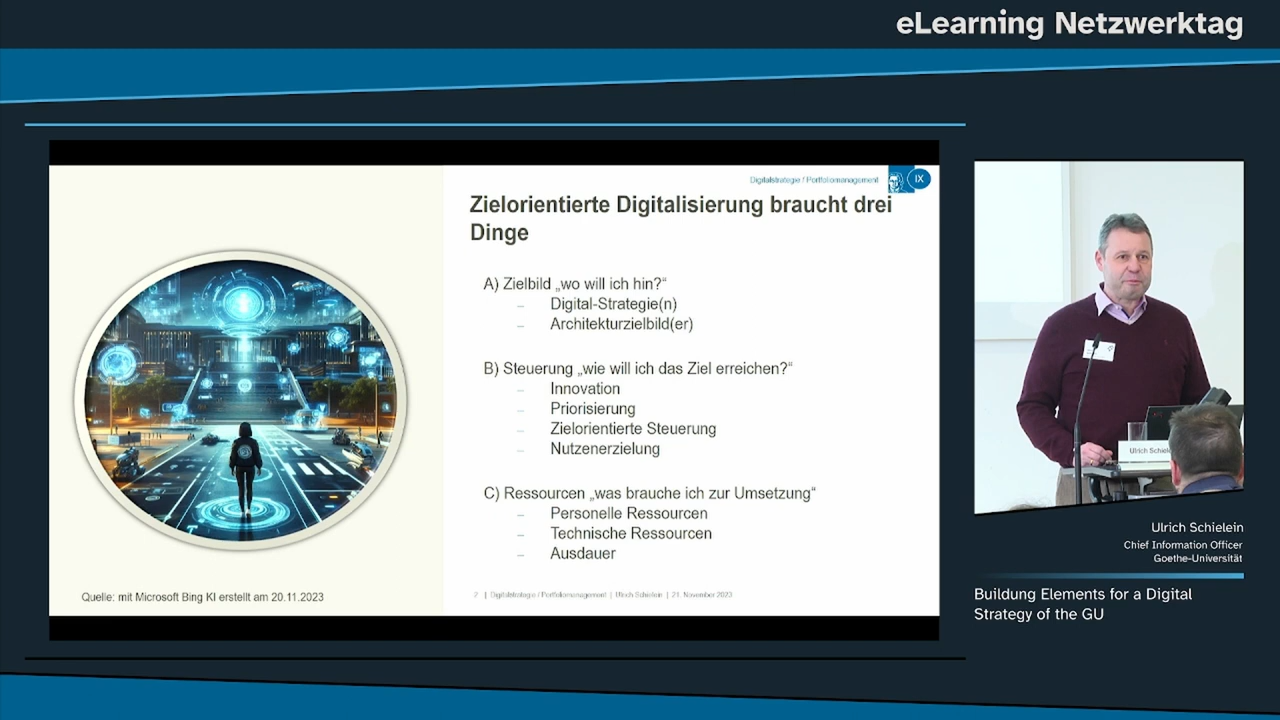 eLearning Netzwerktag
Digitalstrategie / Portfoliomanagement
IX
Zielorientierte Digitalisierung braucht drei
Dinge
A) Zielbild „wo will ich hin?“
– Digital-Strategie(n)
– Architekturzielbild(er)
B) Steuerung „wie will ich das Ziel erreichen?“
– Innovation
– Priorisierung
– Zielorientierte Steuerung
– Nutzenerzielung
C) Ressourcen „was brauche ich zur Umsetzung“
– Personelle Ressourcen
– Technische Ressourcen
– Ausdauer
Quelle: mit Microsoft Bing KI erstellt am 20.11.2023
2 | Digitalstrategie / Portfoliomanagement | Ulrich Schielein | 21. November 2023
Ulrich Schiele
Ulrich Schielein
Chief Information Officer
Goethe-Universität
Buildung Elements for a Digital
Strategy of the GU